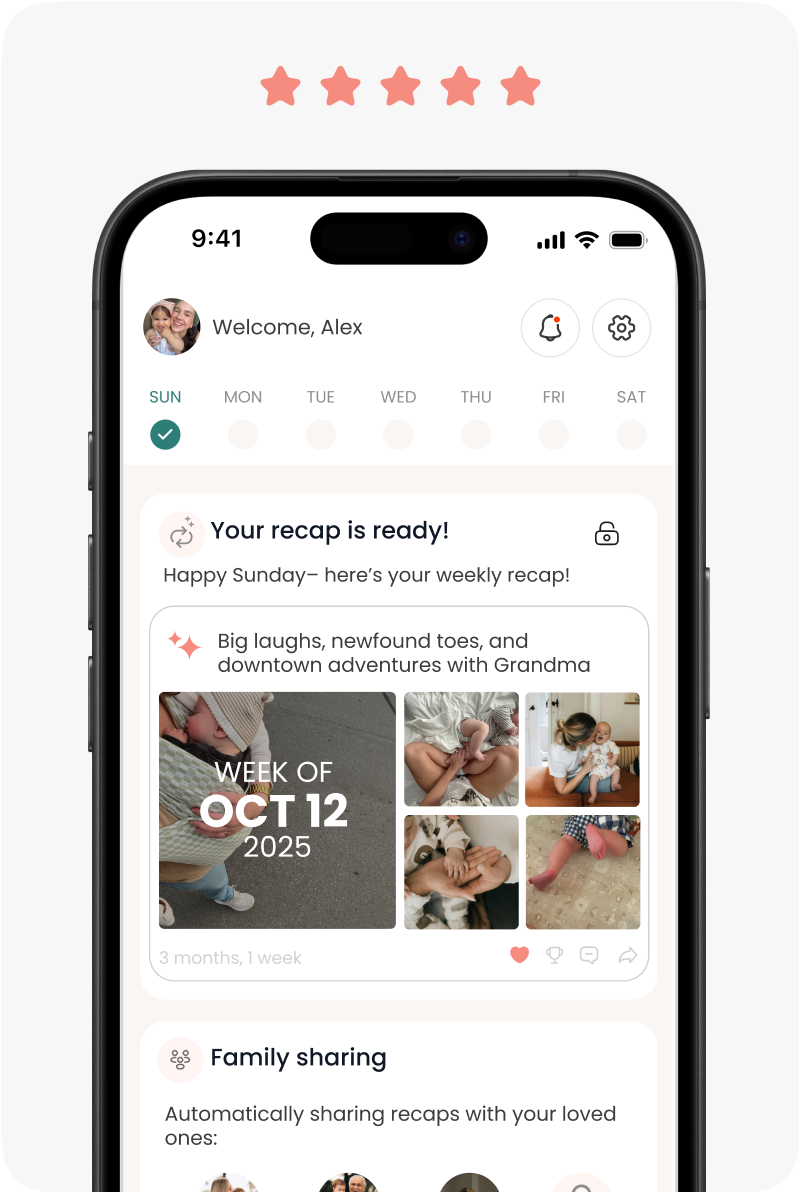 9:41
Welcome, Alex
SUN MON TUE WED THU FRI SAT
Your recap is ready!
Happy Sunday– here’s your weekly recap!
Big laughs, newfound toes, and
downtown adventures with Grandma
WEEK OF
OCT 12
2025
3 months, 1 week
Family sharing
Automatically sharing recaps with your loved
ones: